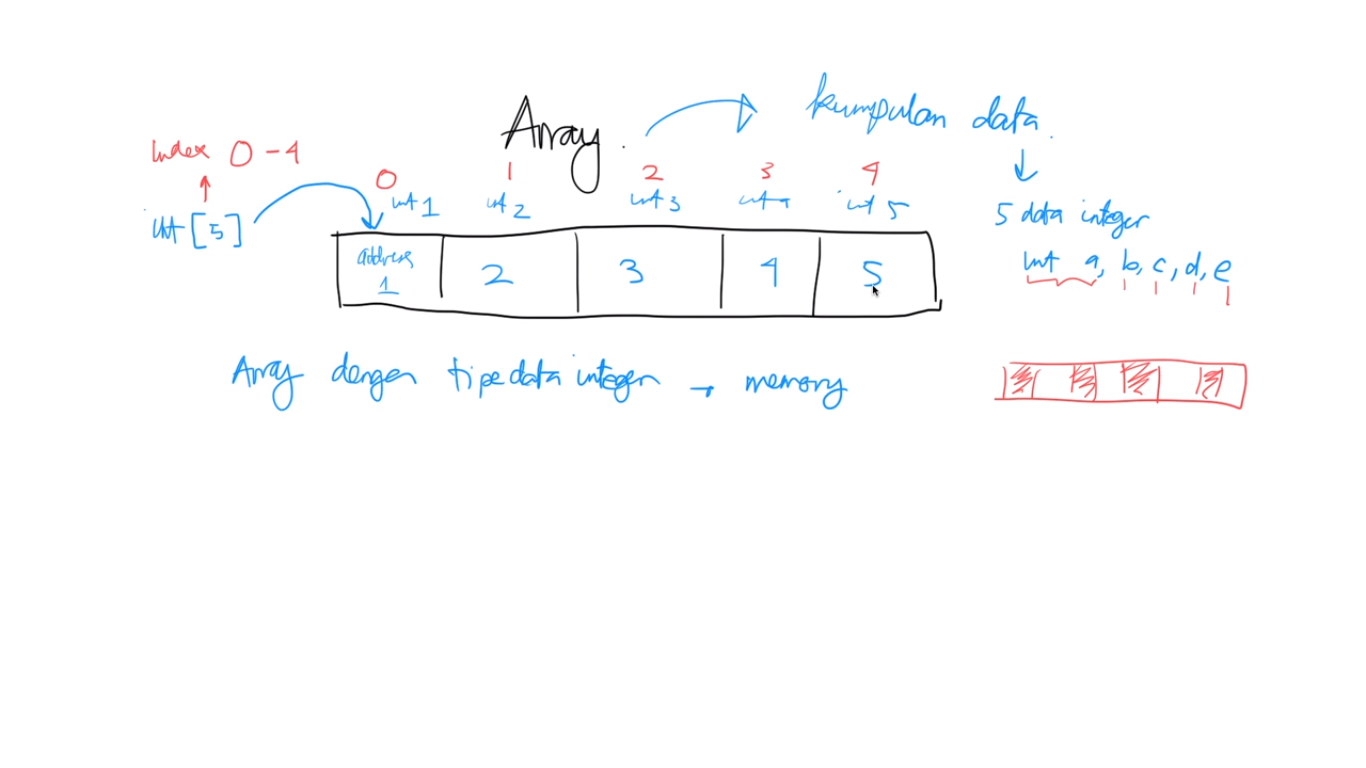 Array.
kumpulan data.
Index 0 - 4
int [5]
0 1 2 3 4
int 1 int 2 int 3 int 4 int 5
address
1 2 3 4 5
5 data integer
int a, b, c, d, e
Array dengan tipe data integer → memory